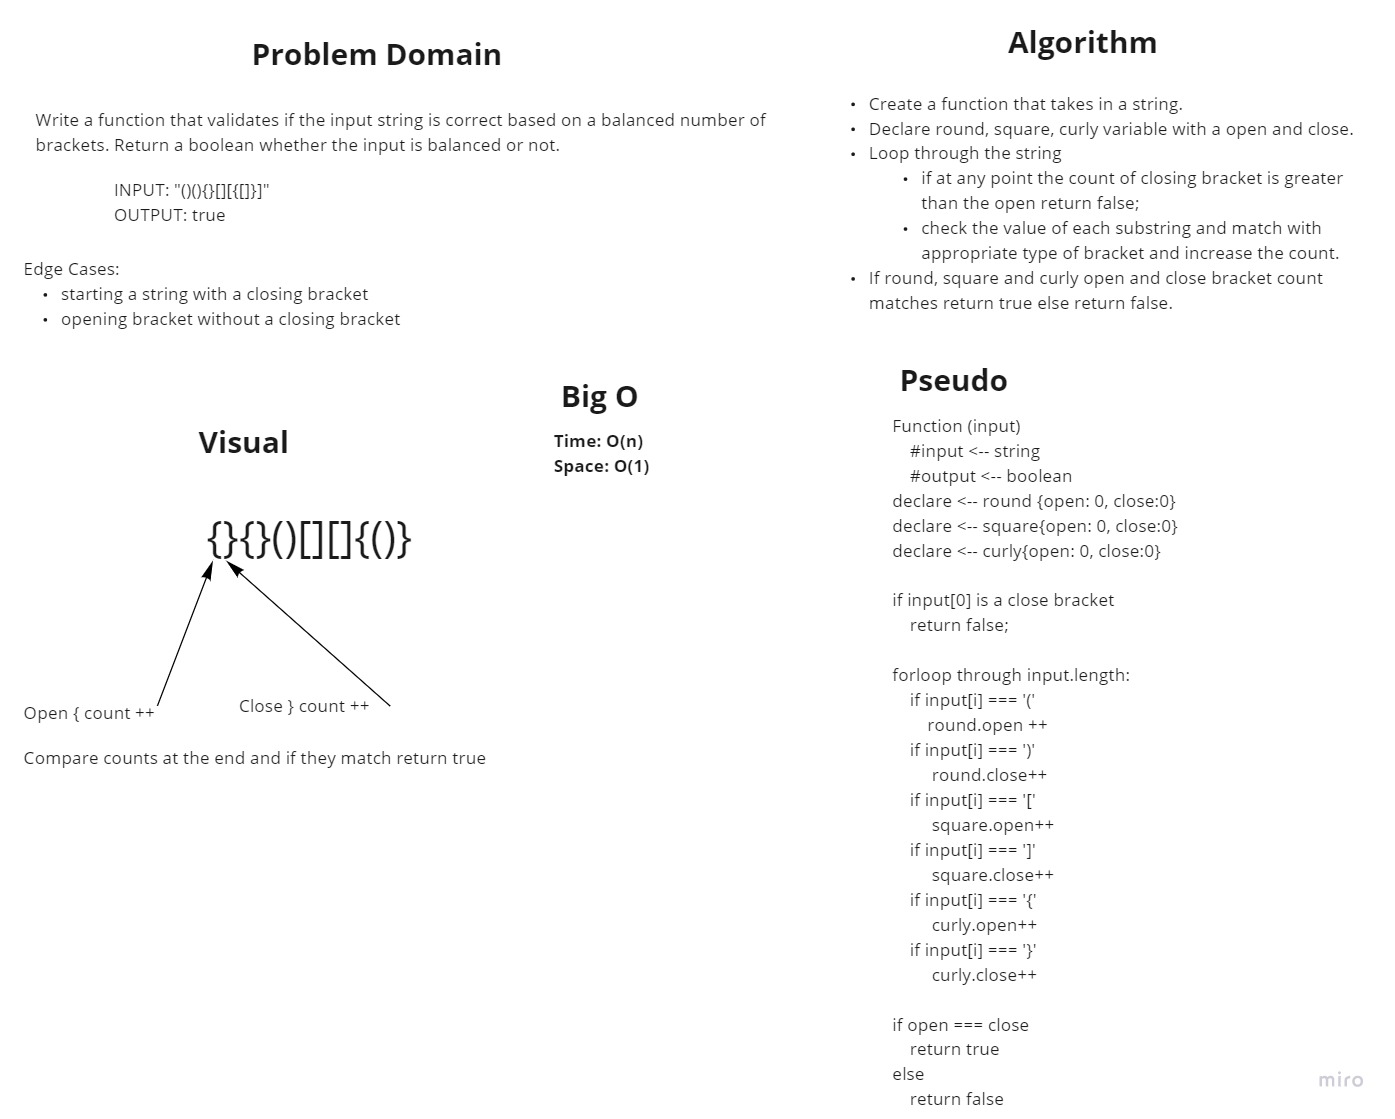 Problem Domain
Write a function that validates if the input string is correct based on a balanced number of
brackets. Return a boolean whether the input is balanced or not.
INPUT: "()(){}[][{[]}]"
OUTPUT: true
Edge Cases:
• starting a string with a closing bracket
• opening bracket without a closing bracket
Visual
{}{}()[][]{()}
Open { count ++
Close } count ++
Compare counts at the end and if they match return true
Big O
Time: O(n)
Space: O(1)
Algorithm
• Create a function that takes in a string.
• Declare round, square, curly variable with a open and close.
• Loop through the string
• if at any point the count of closing bracket is greater
than the open return false;
• check the value of each substring and match with
appropriate type of bracket and increase the count.
• If round, square and curly open and close bracket count
matches return true else return false.
Pseudo
Function (input)
#input <-- string
#output <-- boolean
declare <-- round {open: 0, close:0}
declare <-- square{open: 0, close:0}
declare <-- curly{open: 0, close:0}
if input[0] is a close bracket
return false;
forloop through input.length:
if input[i] === '('
round.open ++
if input[i] === ')'
round.close++
if input[i] === '['
square.open++
if input[i] === ']'
square.close++
if input[i] === '{'
curly.open++
if input[i] === '}'
curly.close++
if open === close
return true
else
return false
miro